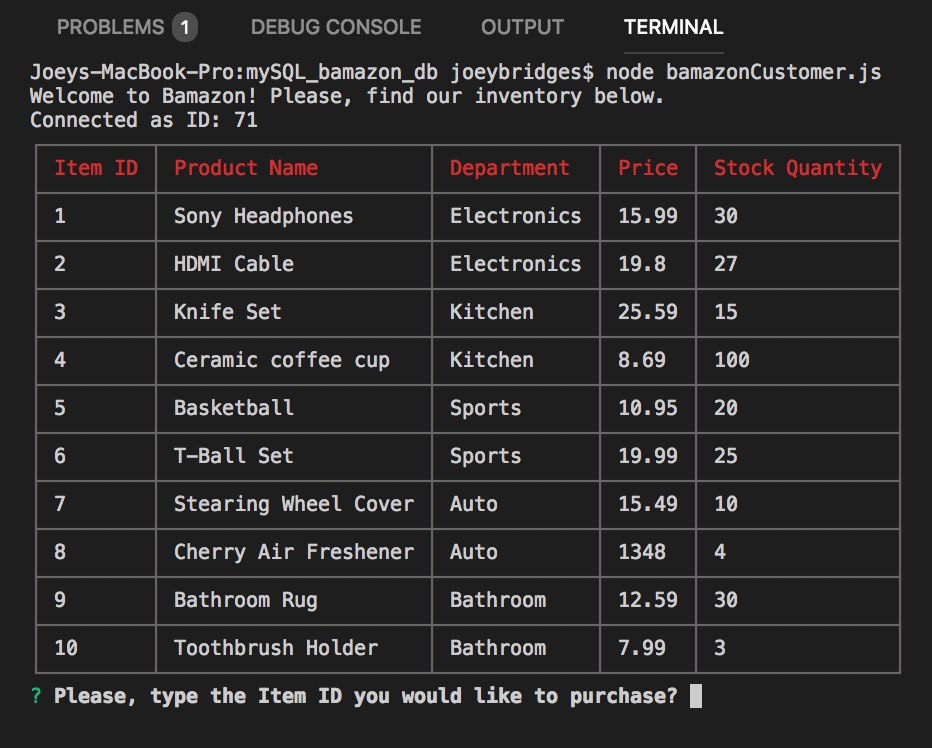 PROBLEMS 1 DEBUG CONSOLE OUTPUT TERMINAL
Joeys-MacBook-Pro:mySQL_bamazon_db joeybridges$ node bamazonCustomer.js
Welcome to Bamazon! Please, find our inventory below.
Connected as ID: 71
Item ID Product Name Department Price Stock Quantity
1 Sony Headphones Electronics 15.99 30
2 HDMI Cable Electronics 19.8 27
3 Knife Set Kitchen 25.59 15
4 Ceramic coffee cup Kitchen 8.69 100
5 Basketball Sports 10.95 20
6 T-Ball Set Sports 19.99 25
7 Stearing Wheel Cover Auto 15.49 10
8 Cherry Air Freshener Auto 1348 4
9 Bathroom Rug Bathroom 12.59 30
10 Toothbrush Holder Bathroom 7.99 3
? Please, type the Item ID you would like to purchase?